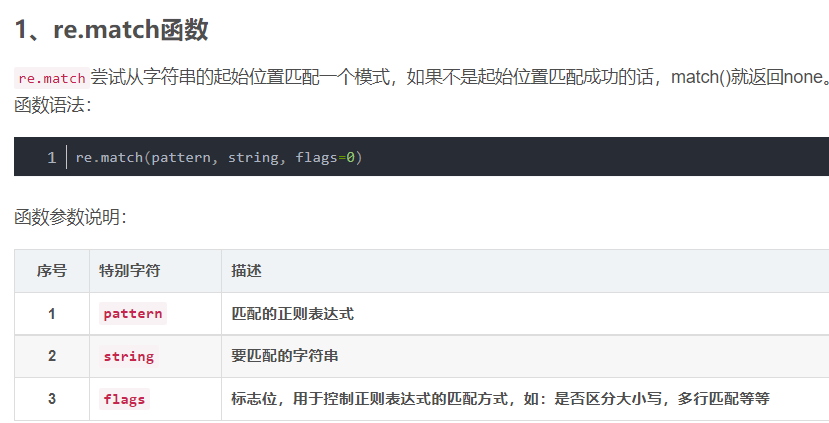 1、re.match函数
re.match尝试从字符串的起始位置匹配一个模式，如果不是起始位置匹配成功的话，match()就返回none。
函数语法：
1 re.match(pattern, string, flags=0)
函数参数说明：
序号 特别字符 描述
1 pattern 匹配的正则表达式
2 string 要匹配的字符串
3 flags 标志位，用于控制正则表达式的匹配方式，如：是否区分大小写，多行匹配等等